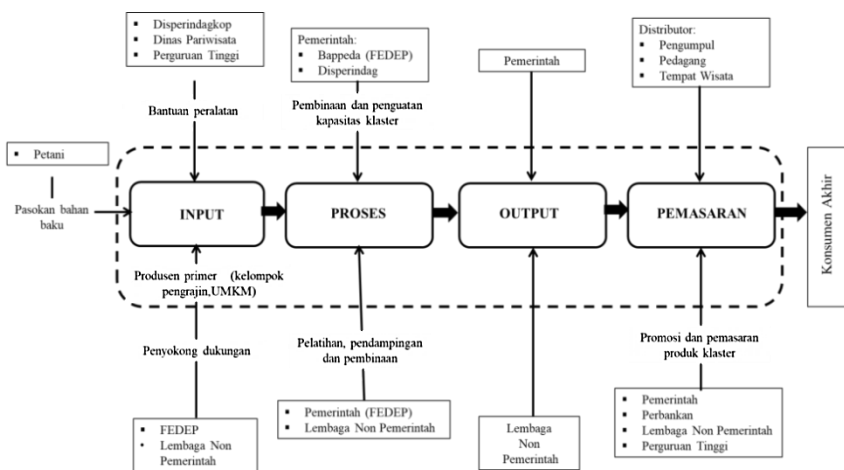 ▪ Disperindagkop
▪ Dinas Pariwisata
▪ Perguruan Tinggi
Pemerintah:
▪ Bappeda (FEDEP)
▪ Disperindag
Pemerintah
Distributor:
▪ Pengumpul
▪ Pedagang
▪ Tempat Wisata
Bantuan peralatan
Pembinaan dan penguatan
kapasitas klaster
▪ Petani
Pasokan bahan
baku
INPUT
PROSES
OUTPUT
PEMASARAN
Konsumen Akhir
Produsen primer (kelompok
pengrajin,UMKM)
Penyokong dukungan
Pelatihan, pendampingan
dan pembinaan
Promosi dan pemasaran
produk klaster
▪ FEDEP
• Lembaga Non
Pemerintah
▪ Pemerintah (FEDEP)
▪ Lembaga Non Pemerintah
Lembaga
Non
Pemerintah
▪ Pemerintah
▪ Perbankan
▪ Lembaga Non Pemerintah
▪ Perguruan Tinggi